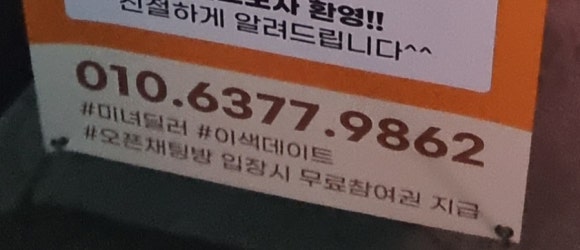 초보자 환영!!
친절하게 알려드립니다^^
010.6377.9862
#미녀딜러 #이색데이트
#오픈채팅방 입장시 무료참여권 지급